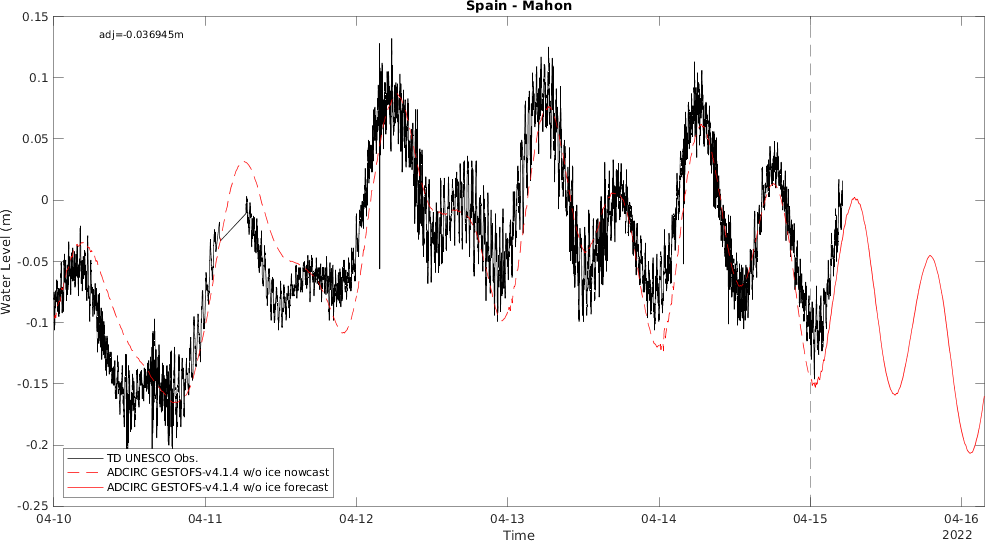 Spain - Mahon
adj=-0.036945m
0.15
0.1
0.05
0
-0.05
-0.1
-0.15
-0.2
-0.25
Water Level (m)
TD UNESCO Obs.
ADCIRC GESTOFS-v4.1.4 w/o ice nowcast
ADCIRC GESTOFS-v4.1.4 w/o ice forecast
04-10 04-11 04-12 04-13 04-14 04-15 04-16
Time
2022